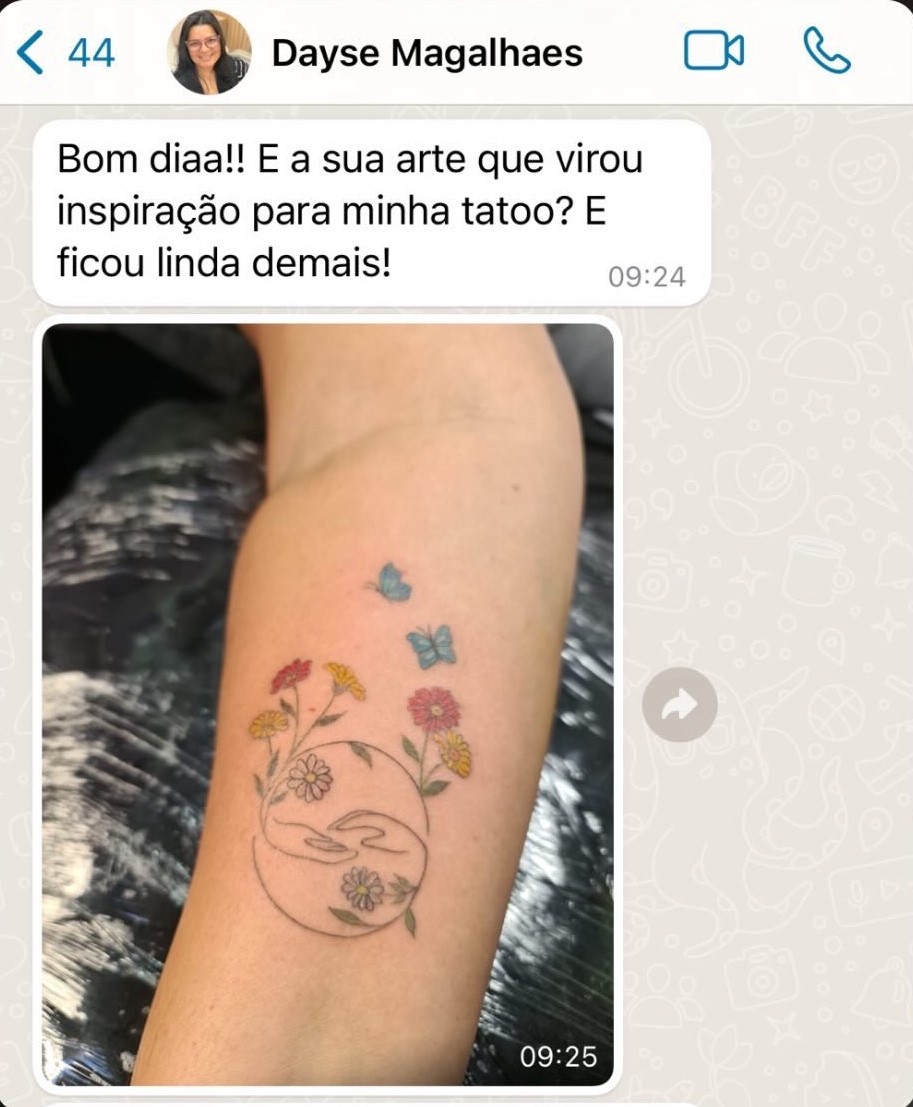 44 Dayse Magalhaes
Bom diaa!! E a sua arte que virou
inspiração para minha tatoo? E
ficou linda demais!
09:24
09:25